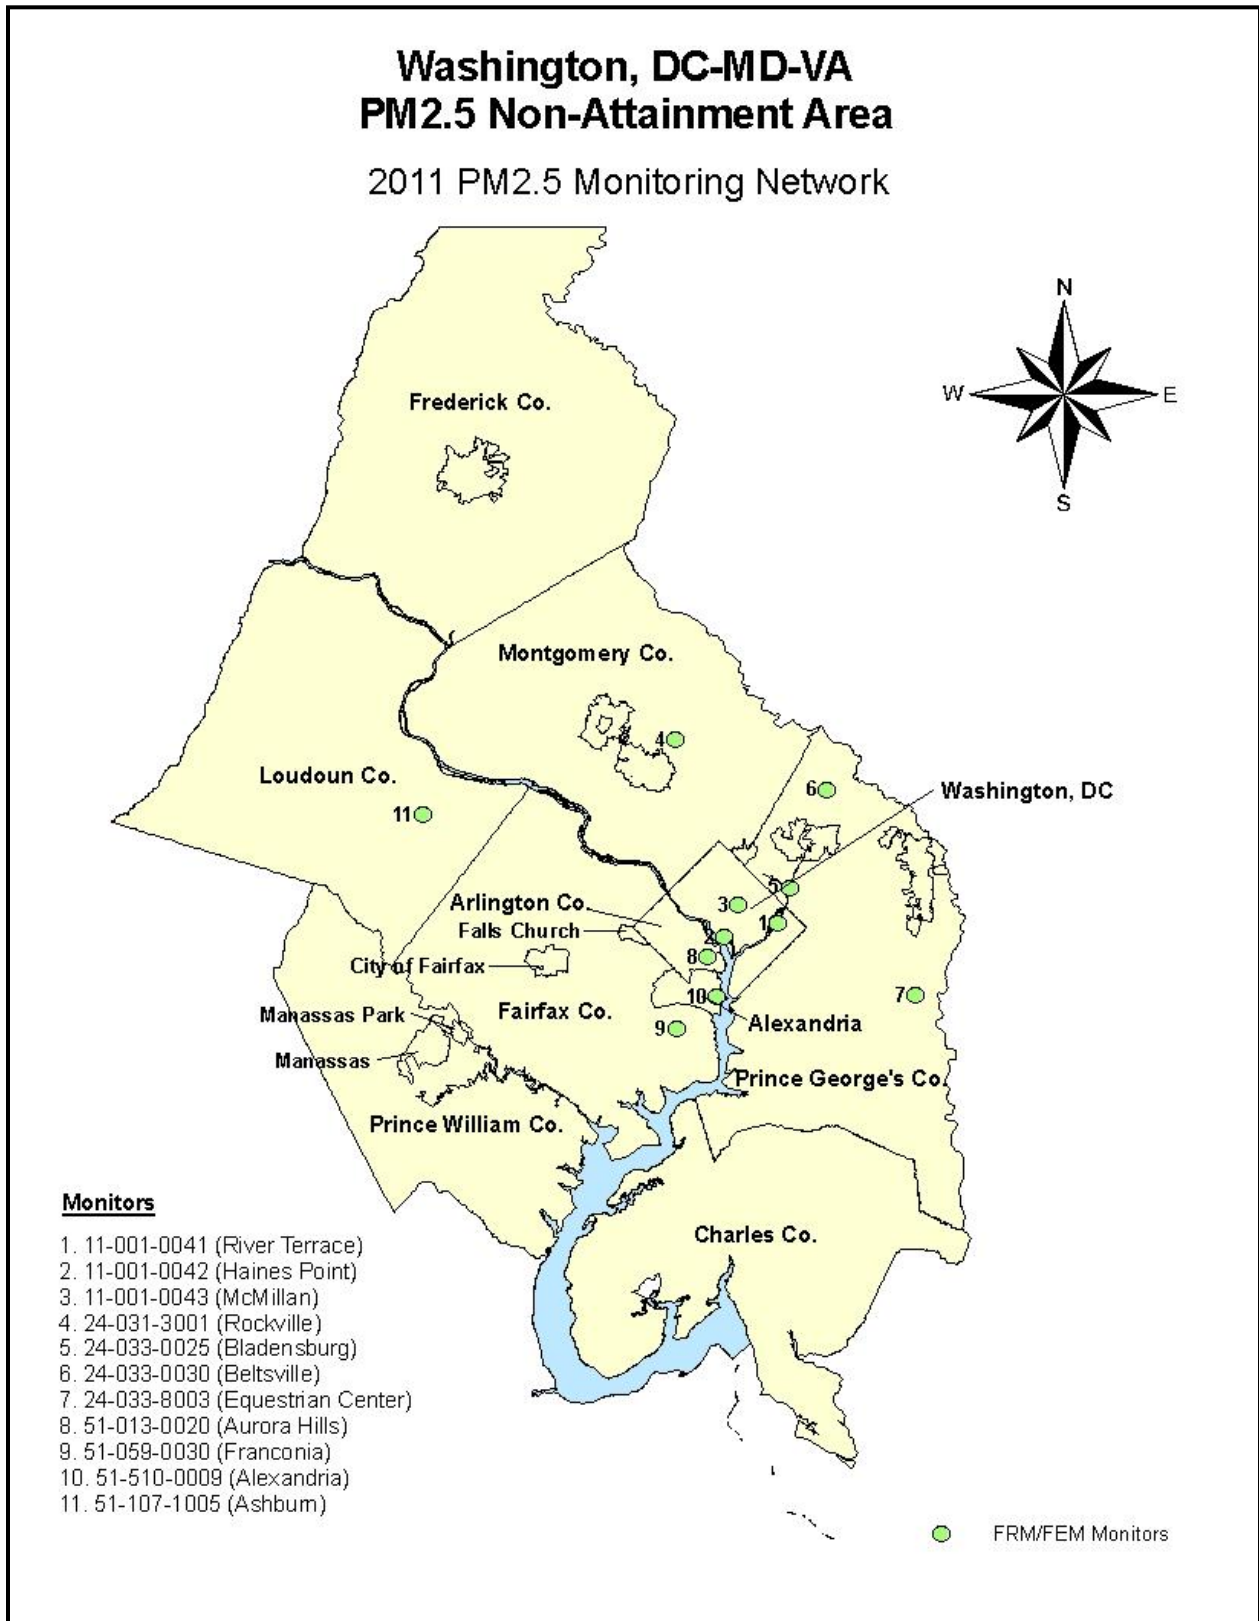 Washington, DC-MD-VA
PM2.5 Non-Attainment Area
2011 PM2.5 Monitoring Network
N
W
E
S
Frederick Co.
Montgomery Co.
4
Loudoun Co.
11
6
Washington, DC
5
Arlington Co.
3
Falls Church
1
2
8
City of Fairfax
7
10
Manassas Park
Fairfax Co.
9
Alexandria
Manassas
Prince George's Co.
Prince William Co.
Charles Co.
Monitors
1. 11-001-0041 (River Terrace)
2. 11-001-0042 (Haines Point)
3. 11-001-0043 (McMillan)
4. 24-031-3001 (Rockville)
5. 24-033-0025 (Bladensburg)
6. 24-033-0030 (Beltsville)
7. 24-033-8003 (Equestrian Center)
8. 51-013-0020 (Aurora Hills)
9. 51-059-0030 (Franconia)
10. 51-510-0009 (Alexandria)
11. 51-107-1005 (Ashburn)
FRM/FEM Monitors